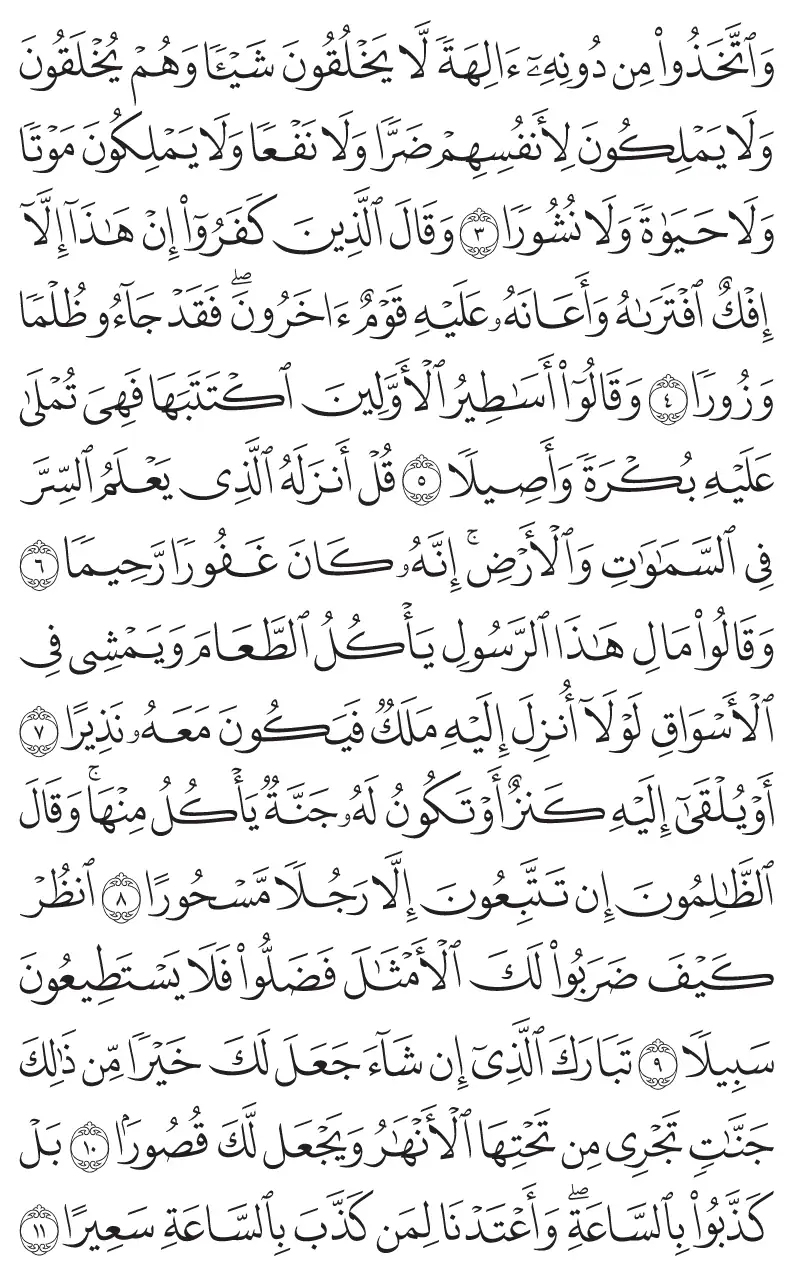 وَٱتَّخَذُوا۟ مِن دُونِهِۦٓ ءَالِهَةً لَّا يَخْلُقُونَ شَيْـًٔا وَهُمْ يُخْلَقُونَ
وَلَا يَمْلِكُونَ لِأَنفُسِهِمْ ضَرًّا وَلَا نَفْعًا وَلَا يَمْلِكُونَ مَوْتًا
وَلَا حَيَوٰةً وَلَا نُشُورًا ٣ وَقَالَ ٱلَّذِينَ كَفَرُوٓا۟ إِنْ هَـٰذَآ إِلَّآ
إِفْكٌ ٱفْتَرَىٰهُ وَأَعَانَهُۥ عَلَيْهِ قَوْمٌ ءَاخَرُونَ ۖ فَقَدْ جَآءُو ظُلْمًا
وَزُورًا ٤ وَقَالُوٓا۟ أَسَـٰطِيرُ ٱلْأَوَّلِينَ ٱكْتَتَبَهَا فَهِىَ تُمْلَىٰ
عَلَيْهِ بُكْرَةً وَأَصِيلًا ٥ قُلْ أَنزَلَهُ ٱلَّذِى يَعْلَمُ ٱلسِّرَّ
فِى ٱلسَّمَـٰوَٰتِ وَٱلْأَرْضِ ۚ إِنَّهُۥ كَانَ غَفُورًا رَّحِيمًا ٦
وَقَالُوا۟ مَالِ هَـٰذَا ٱلرَّسُولِ يَأْكُلُ ٱلطَّعَامَ وَيَمْشِى فِى
ٱلْأَسْوَاقِ لَوْلَآ أُنزِلَ إِلَيْهِ مَلَكٌ فَيَكُونَ مَعَهُۥ نَذِيرًا ٧
أَوْ يُلْقَىٰٓ إِلَيْهِ كَنزٌ أَوْ تَكُونُ لَهُۥ جَنَّةٌ يَأْكُلُ مِنْهَا ۚ وَقَالَ
ٱلظَّـٰلِمُونَ إِن تَتَّبِعُونَ إِلَّا رَجُلًا مَّسْحُورًا ٨ ٱنظُرْ
كَيْفَ ضَرَبُوا۟ لَكَ ٱلْأَمْثَـٰلَ فَضَلُّوا۟ فَلَا يَسْتَطِيعُونَ
سَبِيلًا ٩ تَبَارَكَ ٱلَّذِىٓ إِن شَآءَ جَعَلَ لَكَ خَيْرًا مِّن ذَٰلِكَ
جَنَّـٰتٍ تَجْرِى مِن تَحْتِهَا ٱلْأَنْهَـٰرُ وَيَجْعَل لَّكَ قُصُورًۢا ١٠ بَلْ
كَذَّبُوا۟ بِٱلسَّاعَةِ ۖ وَأَعْتَدْنَا لِمَن كَذَّبَ بِٱلسَّاعَةِ سَعِيرًا ١١